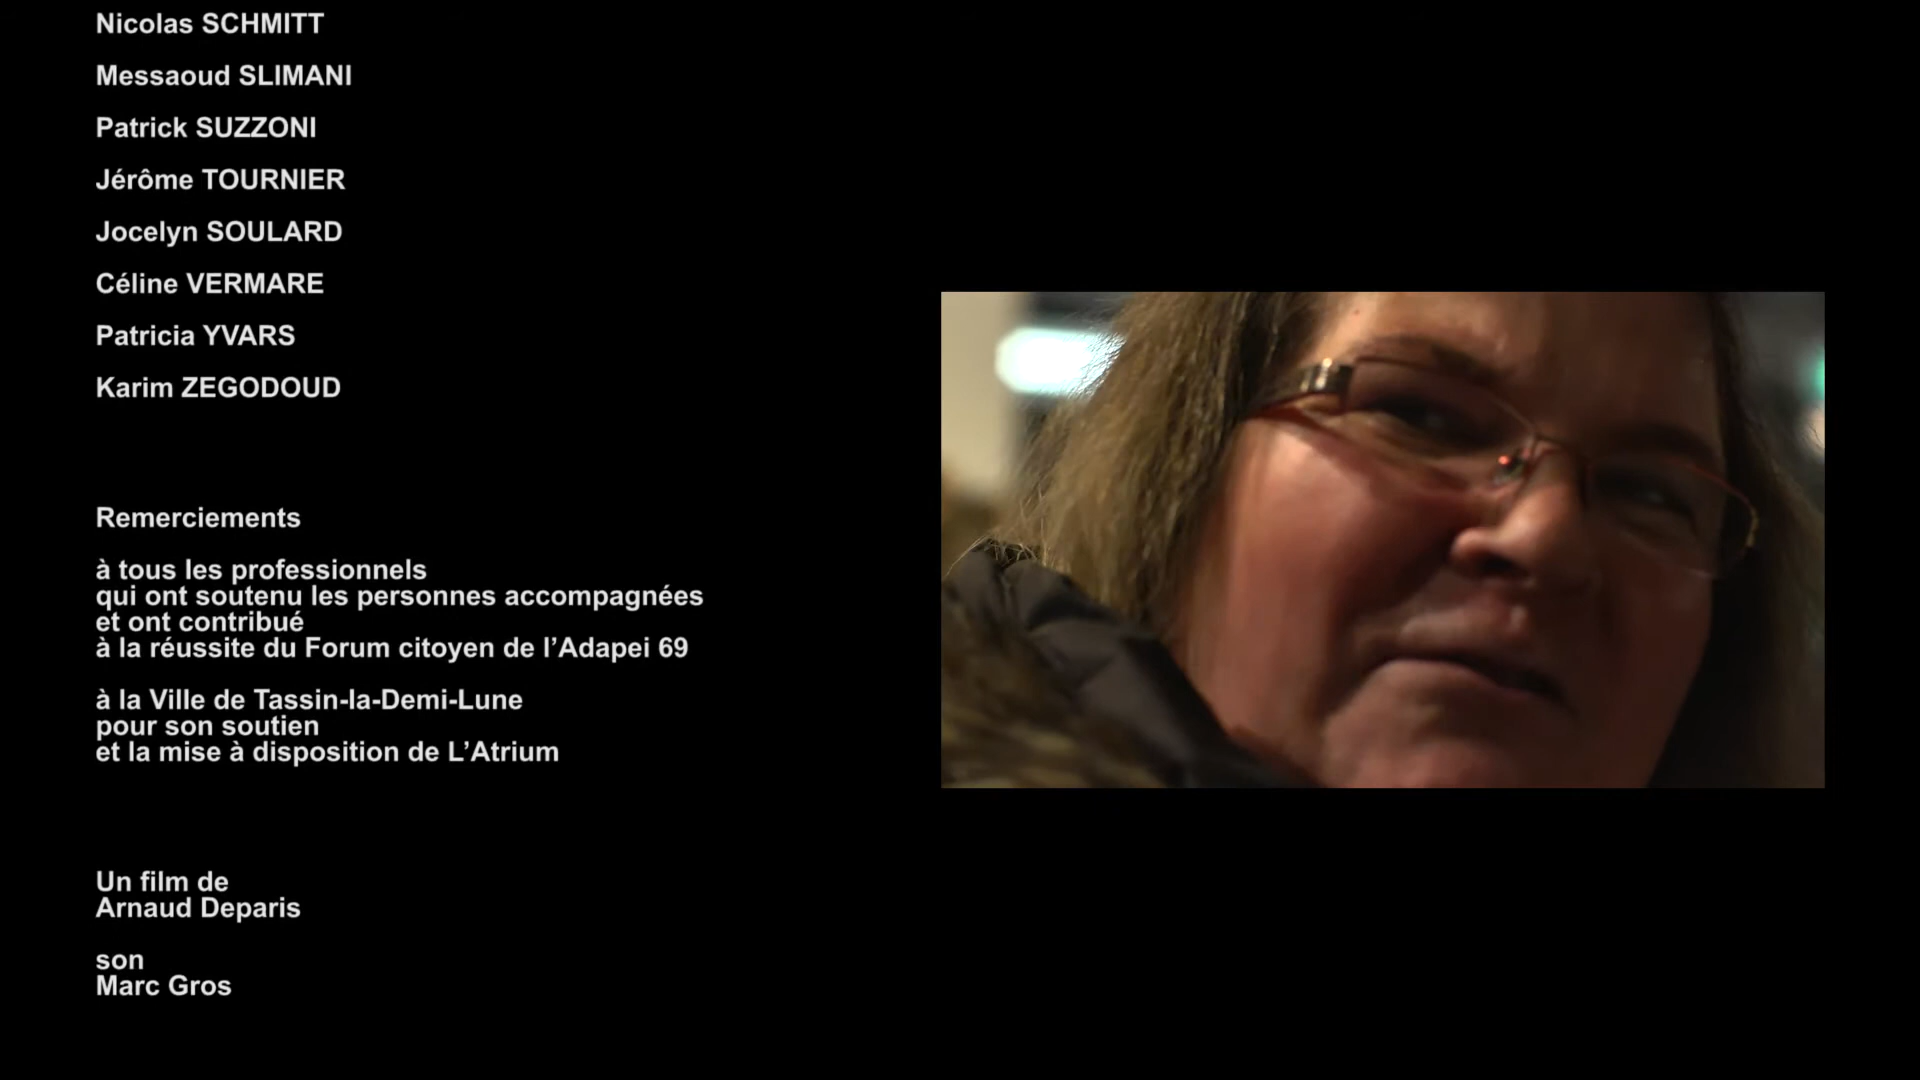 Nicolas SCHMITT
Messaoud SLIMANI
Patrick SUZZONI
Jérôme TOURNIER
Jocelyn SOULARD
Céline VERMARE
Patricia YVARS
Karim ZEGODOUD
Remerciements
à tous les professionnels
qui ont soutenu les personnes accompagnées
et ont contribué
à la réussite du Forum citoyen de l’Adapei 69
à la Ville de Tassin-la-Demi-Lune
pour son soutien
et la mise à disposition de L’Atrium
Un film de
Arnaud Deparis
son
Marc Gros